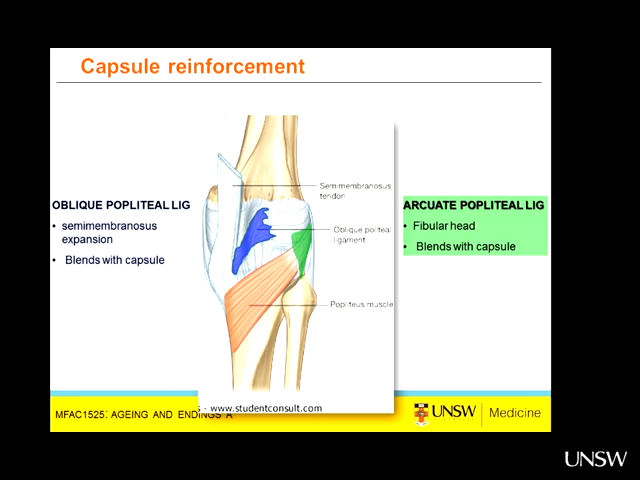 Capsule reinforcement
OBLIQUE POPLITEAL LIG
• semimembranosus
expansion
• Blends with capsule
Semimembranosus
tendon
Oblique politeal
ligament
Popliteus muscle
ARCUATE POPLITEAL LIG
• Fibular head
• Blends with capsule
s - www.studentconsult.com
MFAC1525: AGEING AND ENDINGS A
UNSW Medicine
UNSW